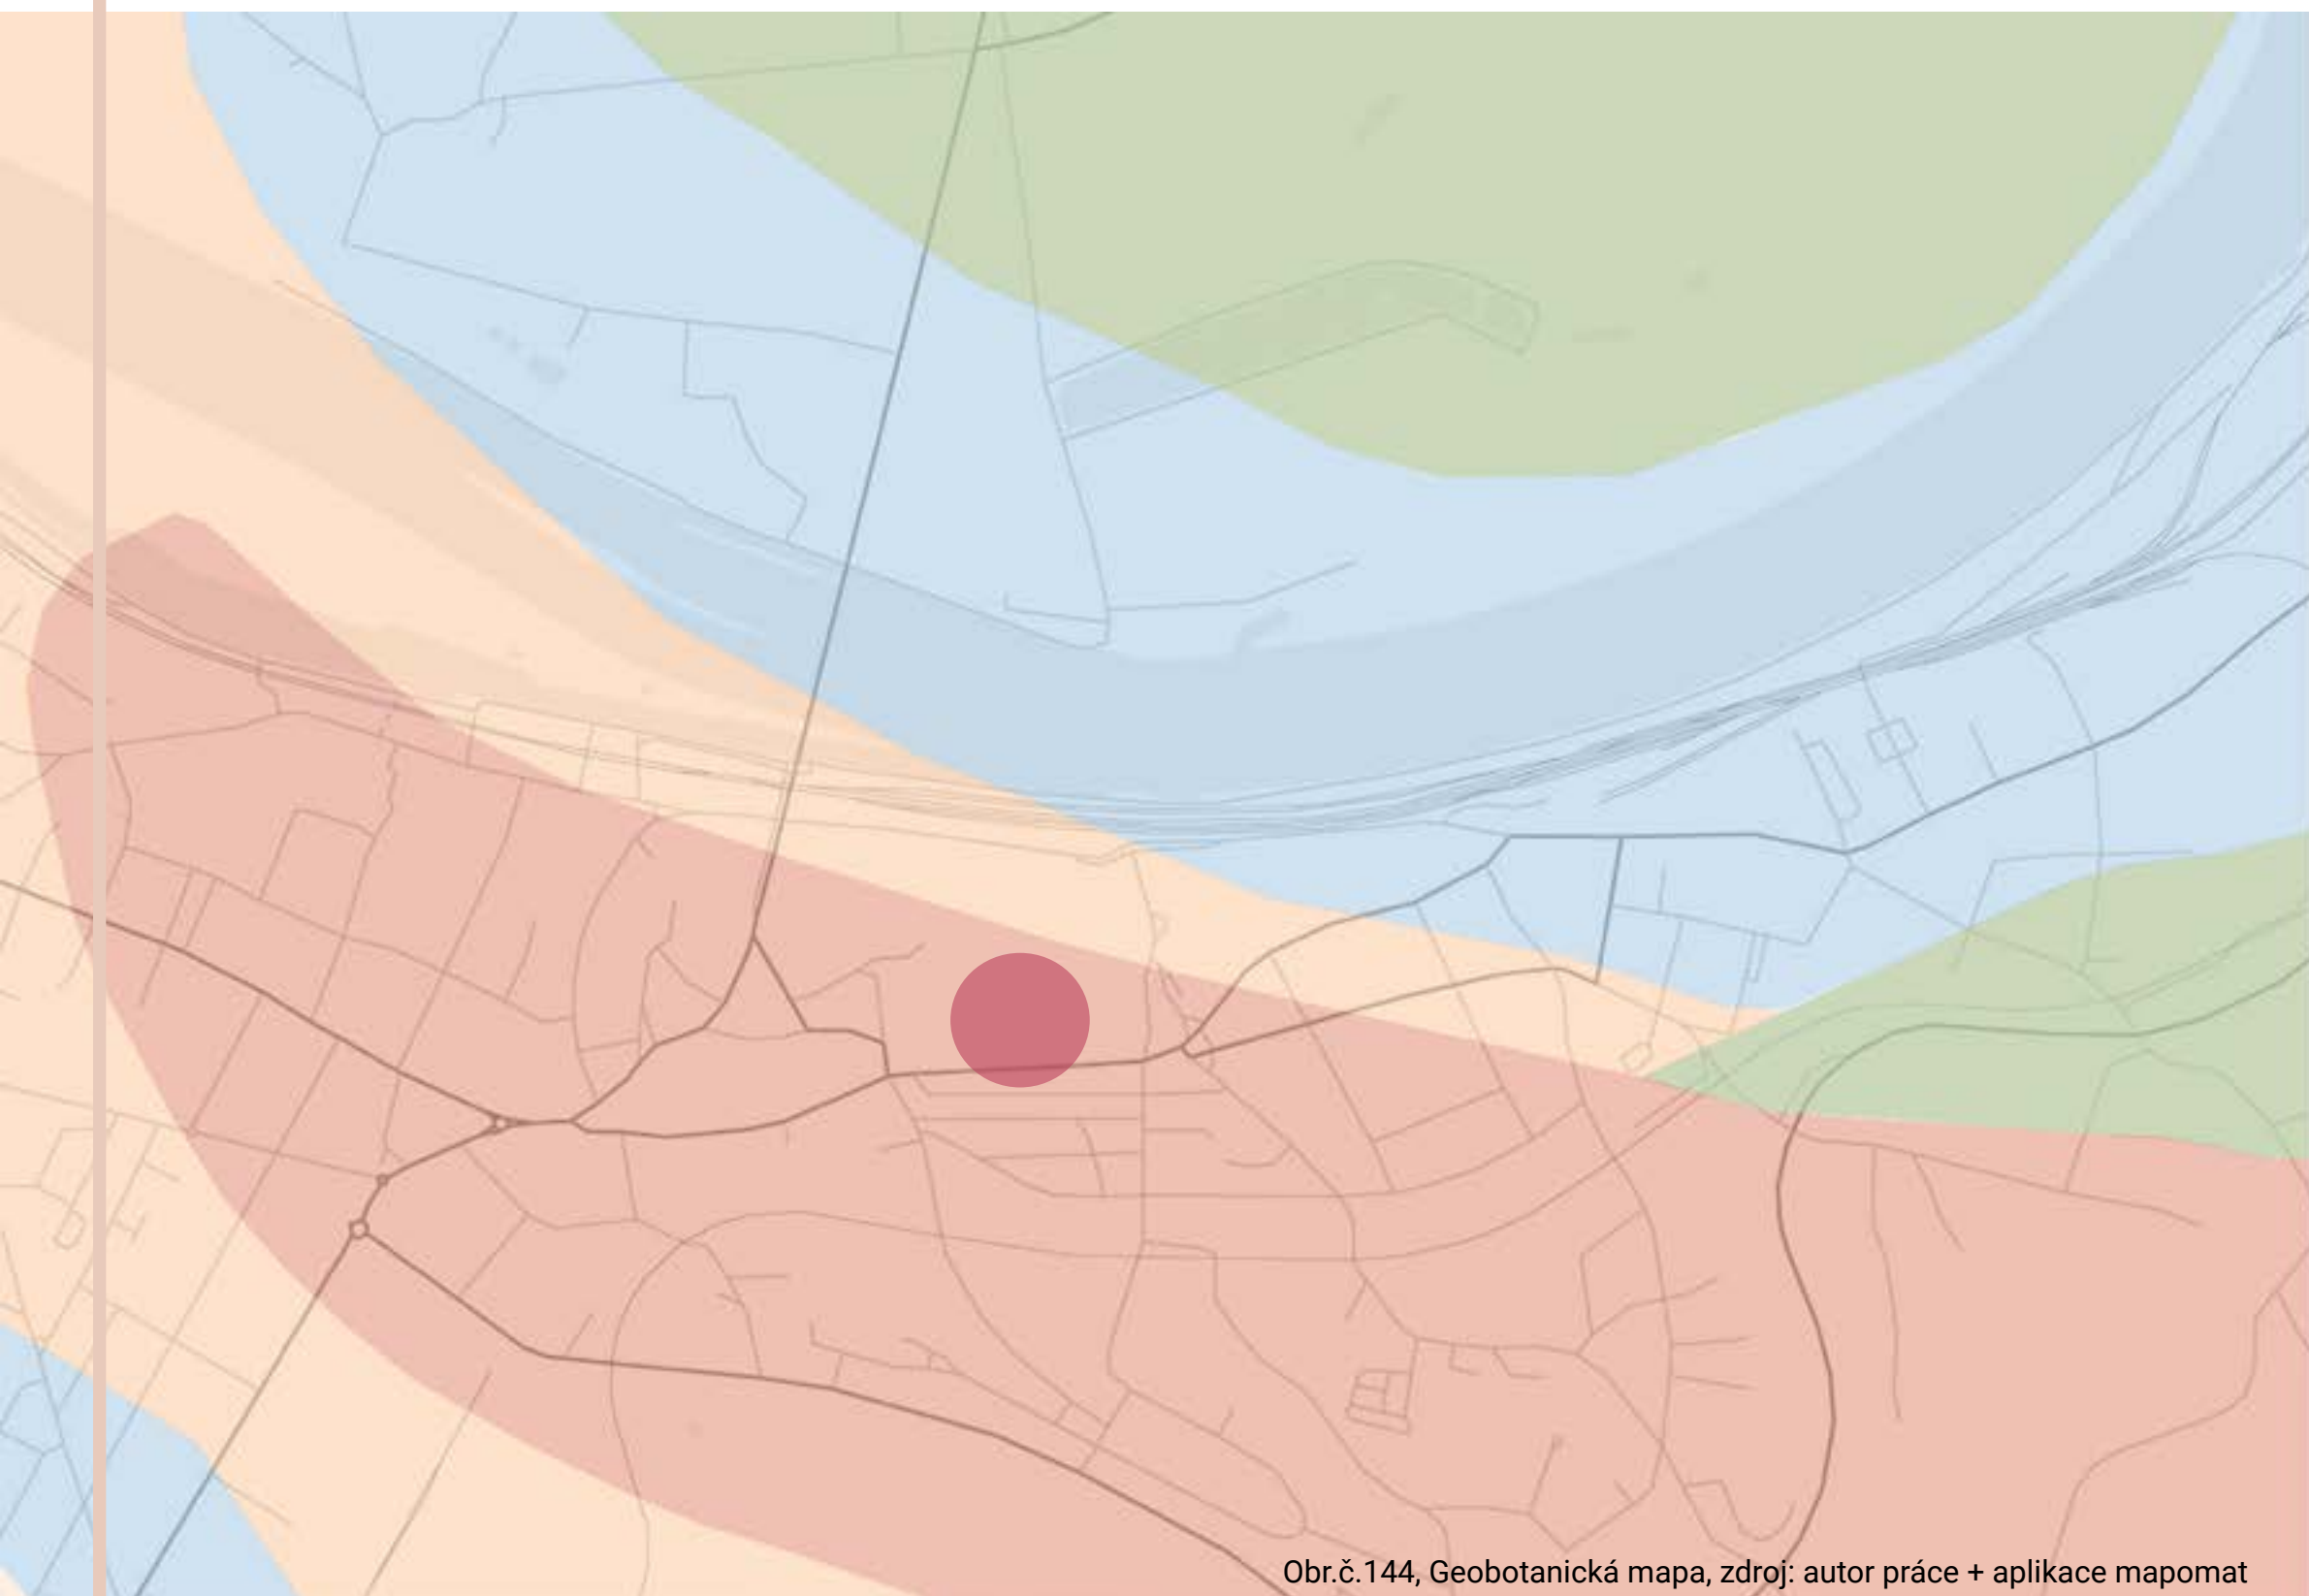 Obr.č.144, Geobotanická mapa, zdroj: autor práce + aplikace mapomat